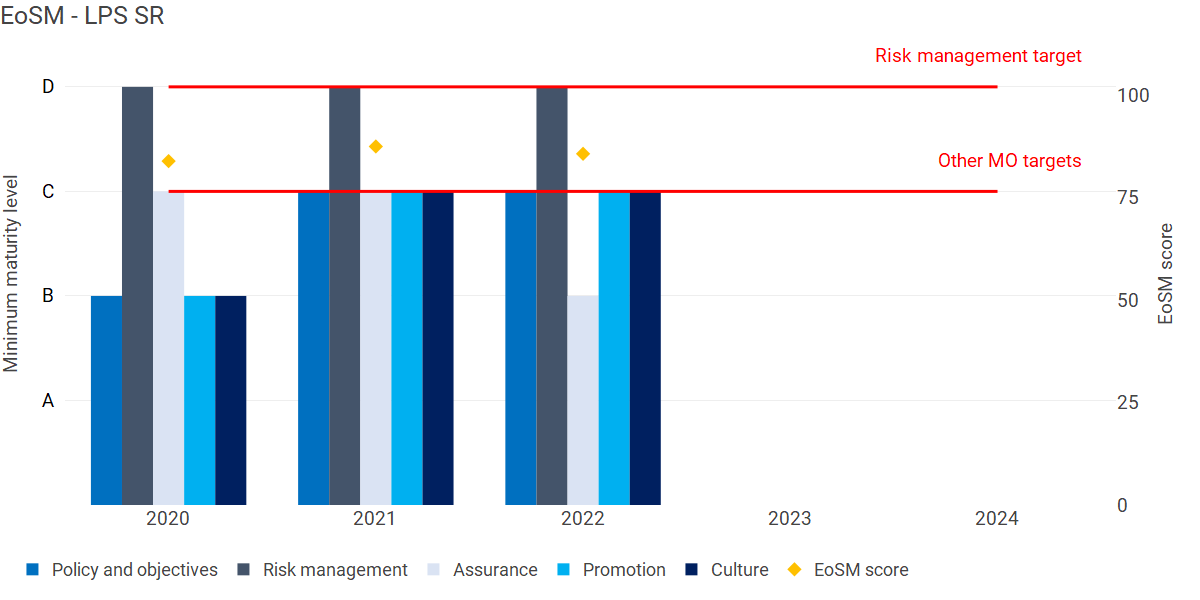 EoSM - LPS SR
Risk management target
Other MO targets
Minimum maturity level
D
C
B
A
100
75
50
25
0
EoSM score
2020 2021 2022 2023 2024
Policy and objectives Risk management Assurance Promotion Culture EoSM score